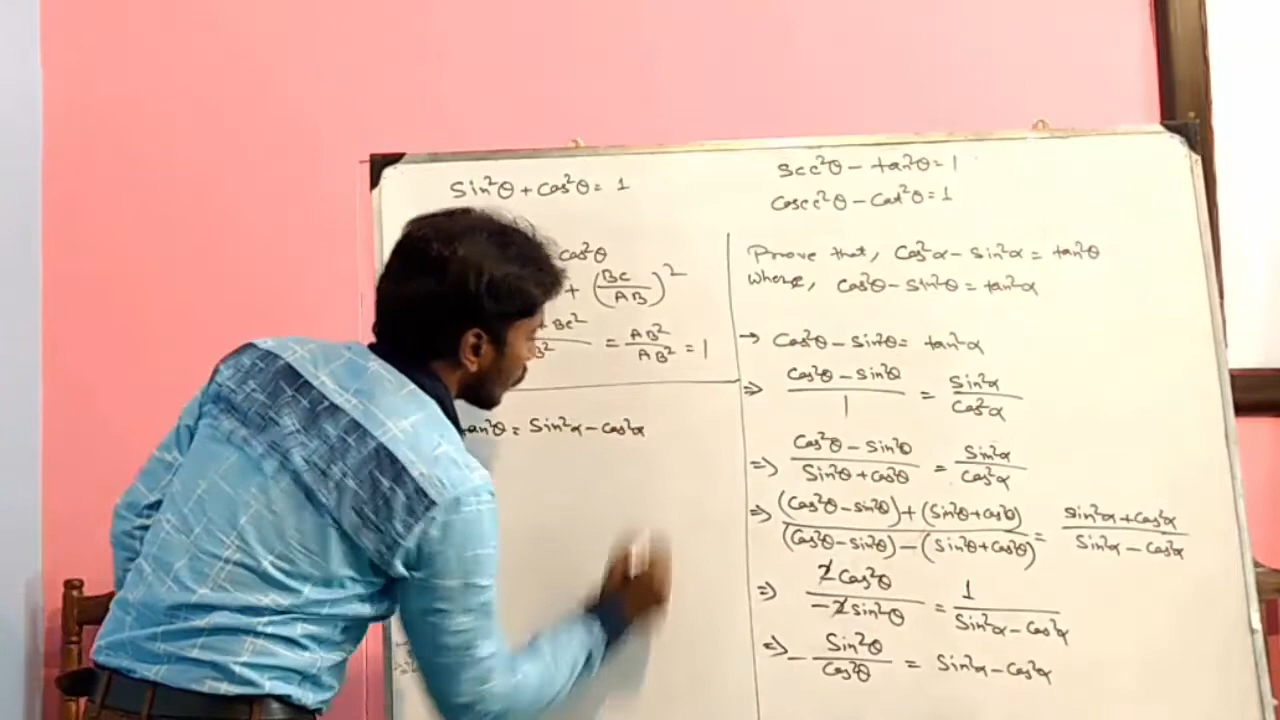 Sin²θ + Cos²θ = 1
Sec²θ − tan²θ = 1
Cosec²θ − Cot²θ = 1
Cos²θ
+ (BC/AB)²
BC²/B² = AB²/AB² = 1
tan²θ = Sin²α − Cos²α
Prove that, Cos²α − Sin²α = tan²θ
Where, Cos²θ − Sin²θ = tan²α
→ Cos²θ − Sin²θ = tan²α
⇒ (Cos²θ − Sin²θ)/1 = Sin²α/Cos²α
⇒ (Cos²θ − Sin²θ)/(Sin²θ + Cos²θ) = Sin²α/Cos²α
⇒ ((Cos²θ − Sin²θ) + (Sin²θ + Cos²θ))/((Cos²θ − Sin²θ) − (Sin²θ + Cos²θ)) = (Sin²α + Cos²α)/(Sin²α − Cos²α)
⇒ 2Cos²θ/−2Sin²θ = 1/(Sin²α − Cos²α)
⇒ − Sin²θ/Cos²θ = Sin²α − Cos²α